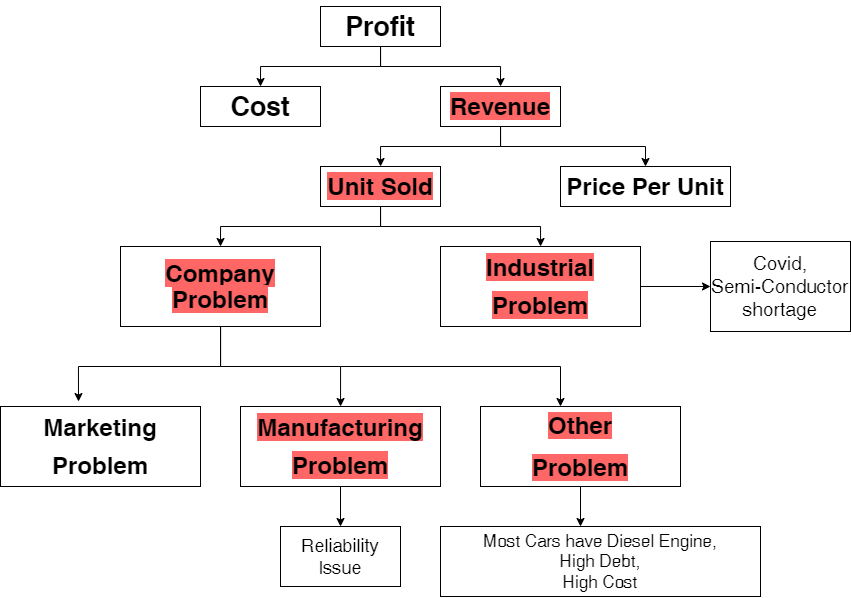 Profit
Cost
Revenue
Unit Sold
Price Per Unit
Company
Problem
Industrial
Problem
Covid,
Semi-Conductor
shortage
Marketing
Problem
Manufacturing
Problem
Other
Problem
Reliability
Issue
Most Cars have Diesel Engine,
High Debt,
High Cost